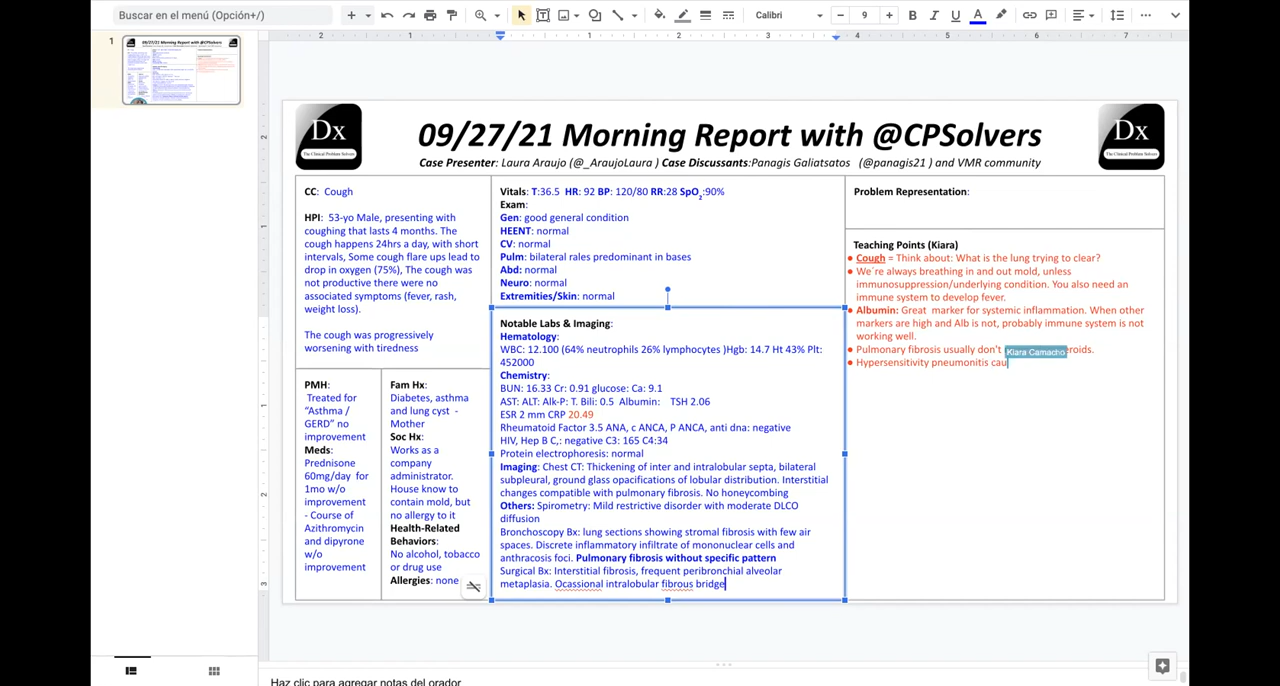 Buscar en el menú (Opción+/)
Calibri
9
B I U A
2 1 1 2 3 4 5 6 7
1
Dx
The Clinical Problem Solvers
09/27/21 Morning Report with @CPSolvers
Case Presenter: Laura Araujo (@_AraujoLaura ) Case Discussants:Panagis Galiatsatos (@panagis21 ) and VMR community
Dx
The Clinical Problem Solvers
CC: Cough
HPI: 53-yo Male, presenting with
coughing that lasts 4 months. The
cough happens 24hrs a day, with short
intervals, Some cough flare ups lead to
drop in oxygen (75%), The cough was
not productive there were no
associated symptoms (fever, rash,
weight loss).
The cough was progressively
worsening with tiredness
PMH:
Treated for
"Asthma /
GERD" no
improvement
Meds:
Prednisone
60mg/day for
1mo w/o
improvement
- Course of
Azithromycin
and dipyrone
w/o
improvement
Fam Hx:
Diabetes, asthma
and lung cyst -
Mother
Soc Hx:
Works as a
company
administrator.
House know to
contain mold, but
no allergy to it
Health-Related
Behaviors:
No alcohol, tobacco
or drug use
Allergies: none
Vitals: T:36.5 HR: 92 BP: 120/80 RR:28 SpO2:90%
Exam:
Gen: good general condition
HEENT: normal
CV: normal
Pulm: bilateral rales predominant in bases
Abd: normal
Neuro: normal
Extremities/Skin: normal
Notable Labs & Imaging:
Hematology:
WBC: 12.100 (64% neutrophils 26% lymphocytes )Hgb: 14.7 Ht 43% Plt:
452000
Chemistry:
BUN: 16.33 Cr: 0.91 glucose: Ca: 9.1
AST: ALT: Alk-P: T. Bili: 0.5 Albumin: TSH 2.06
ESR 2 mm CRP 20.49
Rheumatoid Factor 3.5 ANA, c ANCA, P ANCA, anti dna: negative
HIV, Hep B C,: negative C3: 165 C4:34
Protein electrophoresis: normal
Imaging: Chest CT: Thickening of inter and intralobular septa, bilateral
subpleural, ground glass opacifications of lobular distribution. Interstitial
changes compatible with pulmonary fibrosis. No honeycombing
Others: Spirometry: Mild restrictive disorder with moderate DLCO
diffusion
Bronchoscopy Bx: lung sections showing stromal fibrosis with few air
spaces. Discrete inflammatory infiltrate of mononuclear cells and
anthracosis foci. Pulmonary fibrosis without specific pattern
Surgical Bx: Interstitial fibrosis, frequent peribronchial alveolar
metaplasia. Ocassional intralobular fibrous bridge
Problem Representation:
Teaching Points (Kiara)
● Cough = Think about: What is the lung trying to clear?
● We´re always breathing in and out mold, unless
immunosuppression/underlying condition. You also need an
immune system to develop fever.
● Albumin: Great marker for systemic inflammation. When other
markers are high and Alb is not, probably immune system is not
working well.
● Pulmonary fibrosis usually don't eroids.
Kiara Camacho
● Hypersensitivity pneumonitis cau
Haz clic para agregar notas del orador